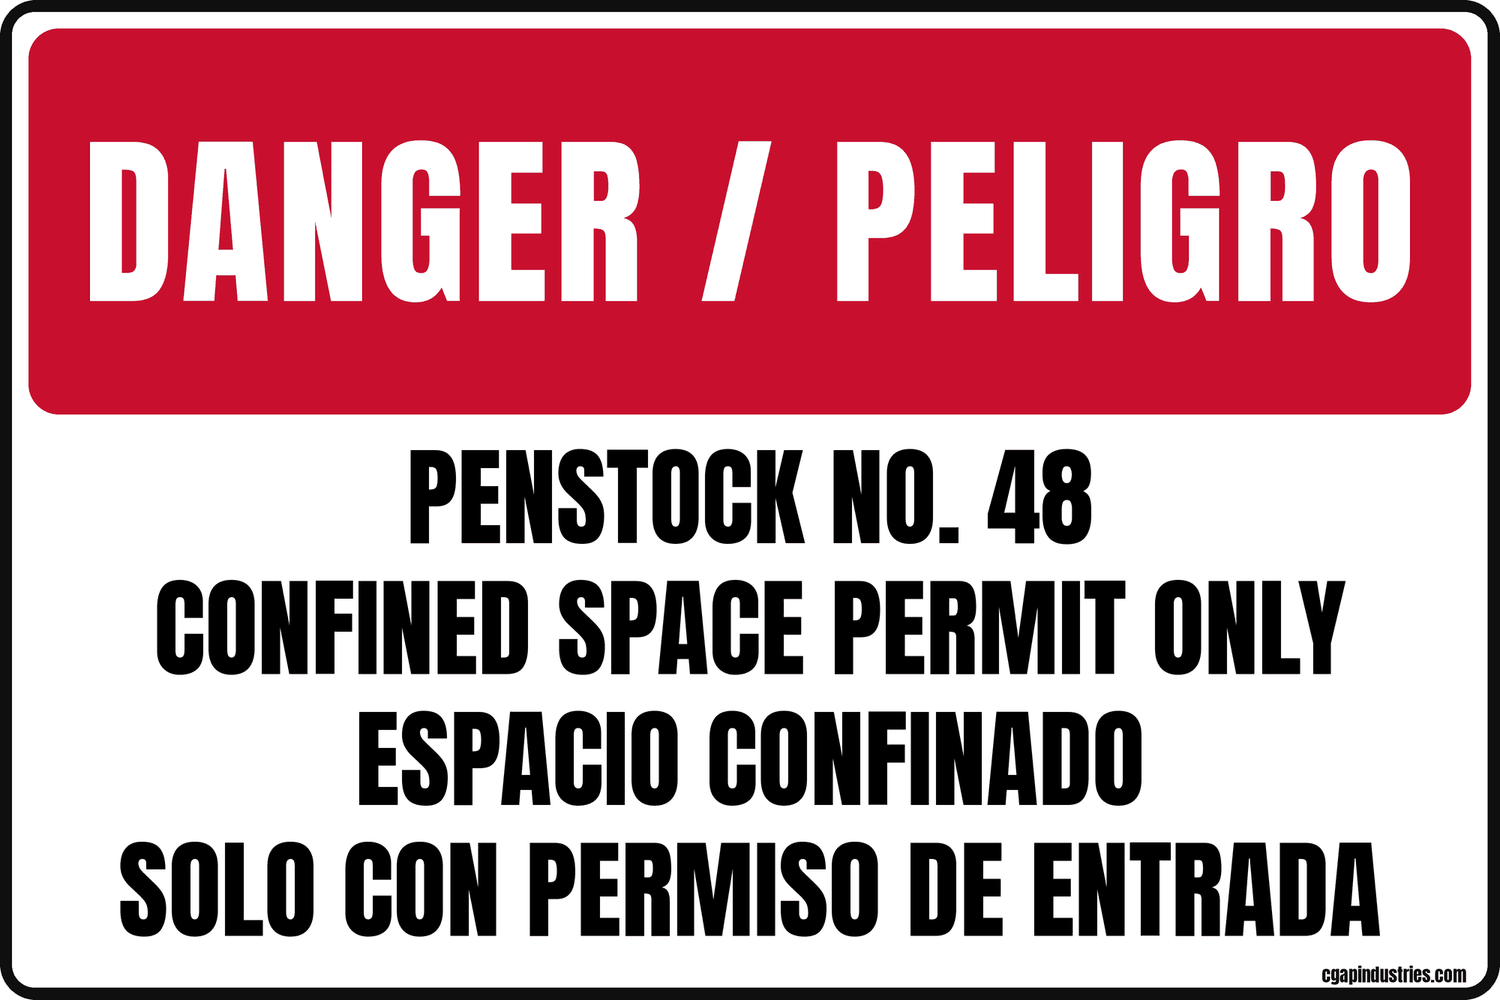 DANGER / PELIGRO
PENSTOCK NO. 48
CONFINED SPACE PERMIT ONLY
ESPACIO CONFINADO
SOLO CON PERMISO DE ENTRADA
cgapindustries.com